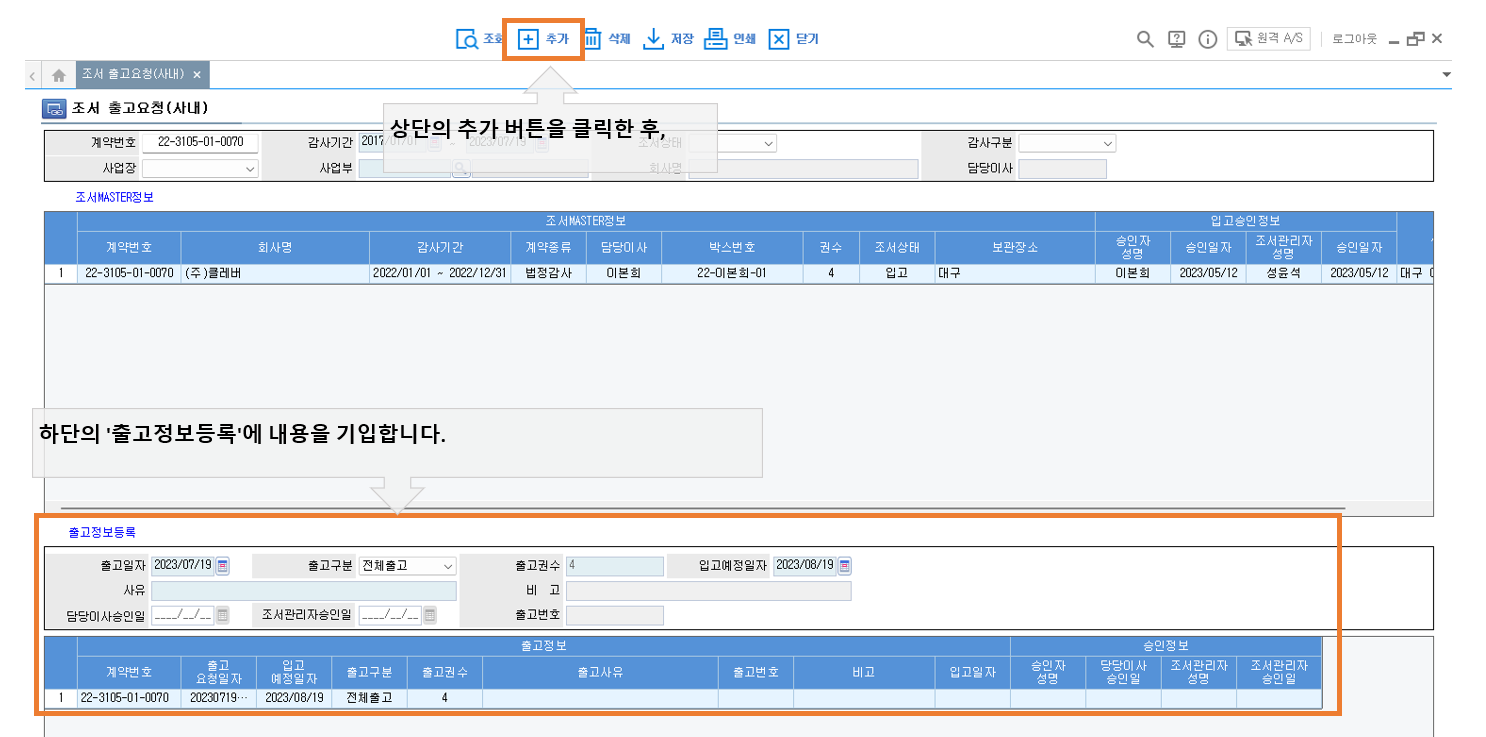 조회 추가 삭제 저장 인쇄 닫기 원격 A/S 로그아웃
조서 출고요청(사내) ×
조서 출고요청(사내)
상단의 추가 버튼을 클릭한 후,
계약번호 22-3105-01-0070 감사기간 2017/01/01 ~ 2023/07/19 조서상태 감사구분
사업장 사업부 회사명 담당이사
조서MASTER정보
조서MASTER정보 입고승인정보
계약번호 회사명 감사기간 계약종류 담당이사 박스번호 권수 조서상태 보관장소 승인자 성명 승인일자 조서관리자 성명 승인일자
1 22-3105-01-0070 (주)클레버 2022/01/01 ~ 2022/12/31 법정감사 이본희 22-이본희-01 4 입고 대구 이본희 2023/05/12 성윤석 2023/05/12 대구
하단의 '출고정보등록'에 내용을 기입합니다.
출고정보등록
출고일자 2023/07/19 출고구분 전체출고 출고권수 4 입고예정일자 2023/08/19
사유 비 고
담당이사승인일 ____/__/__ 조서관리자승인일 ____/__/__ 출고번호
출고정보 승인정보
계약번호 출고 요청일자 입고 예정일자 출고구분 출고권수 출고사유 출고번호 비고 입고일자 승인자 성명 당당이사 승인일 조서관리자 성명 조서관리자 승인일
1 22-3105-01-0070 20230719··· 2023/08/19 전체출고 4